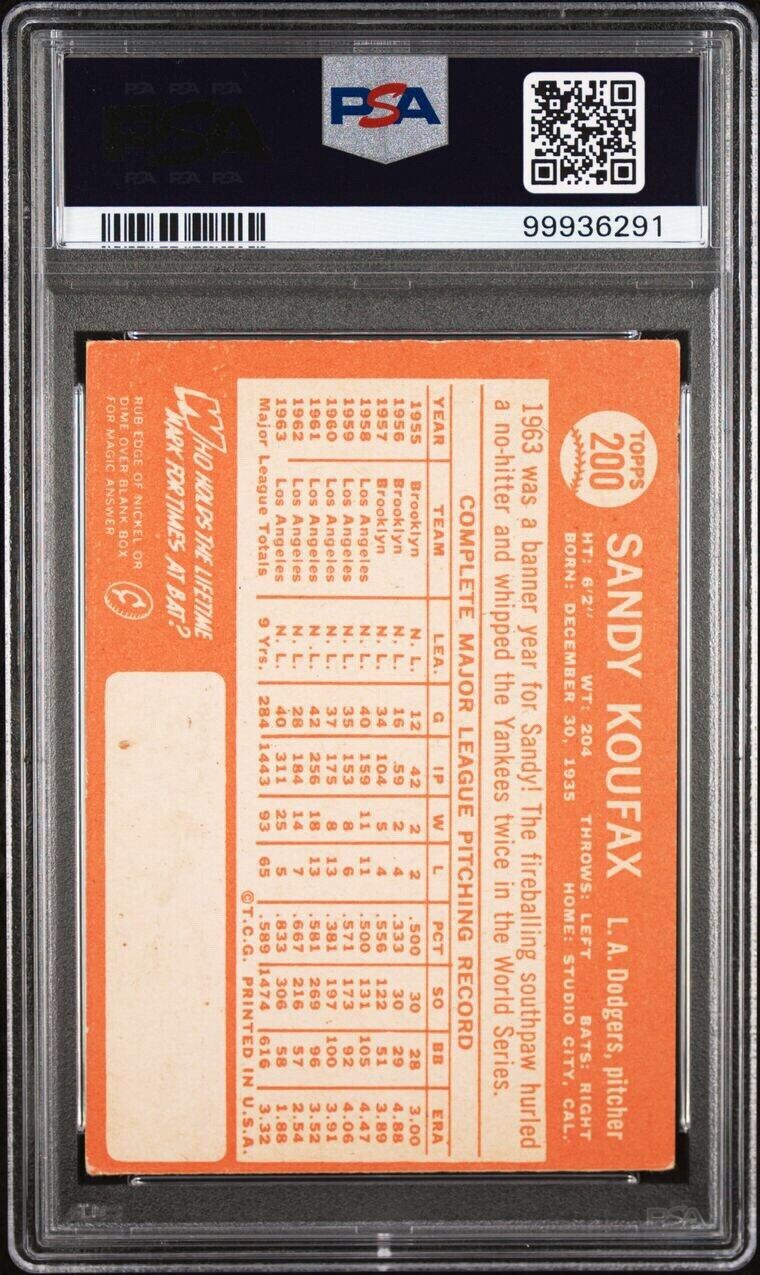 PSA PSA PSA
PSA
PSA PSA PSA
PSA
99936291
TOPPS
200
SANDY KOUFAX L. A. Dodgers, pitcher
HT: 6'2" WT: 204 THROWS: LEFT BATS: RIGHT
BORN: DECEMBER 30, 1935 HOME: STUDIO CITY, CAL.
1963 was a banner year for Sandy! The fireballing southpaw hurled
a no-hitter and whipped the Yankees twice in the World Series.
COMPLETE MAJOR LEAGUE PITCHING RECORD
YEAR TEAM LEA. G IP W L PCT SO BB ERA
1955 Brooklyn N. L. 12 42 2 2 .500 30 28 3.00
1956 Brooklyn N. L. 16 59 2 4 .333 30 29 4.88
1957 Brooklyn N. L. 34 104 5 4 .556 122 51 3.89
1958 Los Angeles N. L. 40 159 11 11 .500 131 105 4.47
1959 Los Angeles N. L. 35 153 8 6 .571 173 92 4.06
1960 Los Angeles N. L. 37 175 8 13 .381 197 100 3.91
1961 Los Angeles N. L. 42 256 18 13 .581 269 96 3.52
1962 Los Angeles N. L. 28 184 14 7 .667 216 57 2.54
1963 Los Angeles N. L. 40 311 25 5 .833 306 58 1.88
Major League Totals 9 Yrs. 284 1443 93 65 .589 1474 616 3.32
©T.C.G. PRINTED IN U.S.A.
WHO HOLDS THE LIFETIME
MARK FOR TIMES AT BAT?
RUB EDGE OF NICKEL OR
DIME OVER BLANK BOX
FOR MAGIC ANSWER
PSA